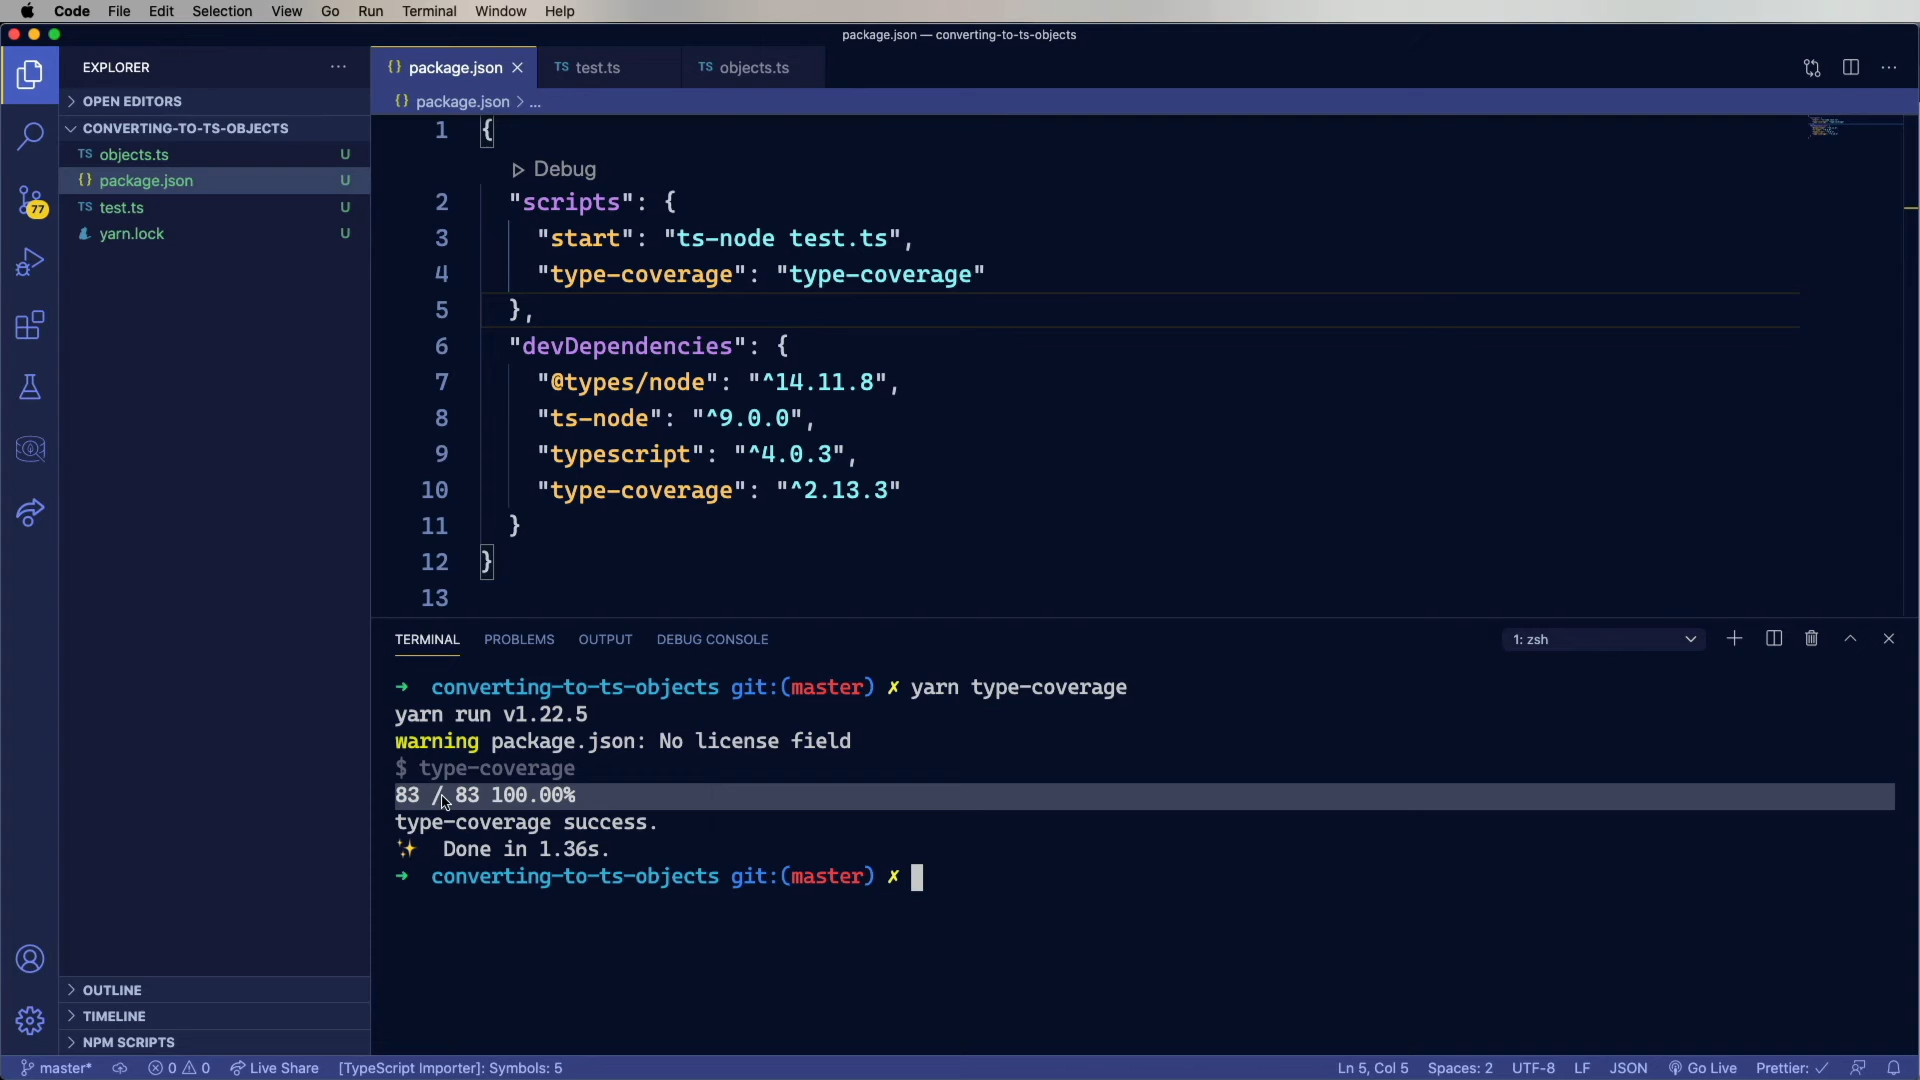 Code File Edit Selection View Go Run Terminal Window Help
package.json — converting-to-ts-objects
EXPLORER
OPEN EDITORS
CONVERTING-TO-TS-OBJECTS
TS objects.ts U
{} package.json U
TS test.ts U
yarn.lock U
77
OUTLINE
TIMELINE
NPM SCRIPTS
{} package.json TS test.ts TS objects.ts
{} package.json > ...
1 {
Debug
2 "scripts": {
3 "start": "ts-node test.ts",
4 "type-coverage": "type-coverage"
5 },
6 "devDependencies": {
7 "@types/node": "^14.11.8",
8 "ts-node": "^9.0.0",
9 "typescript": "^4.0.3",
10 "type-coverage": "^2.13.3"
11 }
12 }
13
TERMINAL PROBLEMS OUTPUT DEBUG CONSOLE 1: zsh
➜ converting-to-ts-objects git:(master) ✗ yarn type-coverage
yarn run v1.22.5
warning package.json: No license field
$ type-coverage
83 / 83 100.00%
type-coverage success.
✨ Done in 1.36s.
➜ converting-to-ts-objects git:(master) ✗
master* 0 0 Live Share [TypeScript Importer]: Symbols: 5 Ln 5, Col 5 Spaces: 2 UTF-8 LF JSON Go Live Prettier: ✓